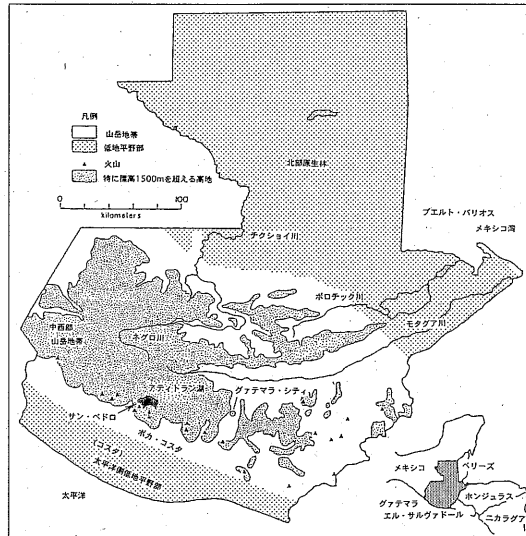 凡例
山岳地帯
低地平野部
火山
特に標高1500mを超える高地
0 100
kilometers
北部原生林
プエルト・バリオス
メキシコ湾
チクショイ川
ポロチック川
モタグア川
中西部
山岳地帯
ネグロ川
アティトラン湖
グァテマラ・シティ
サン・ペドロ
ボカ・コスタ
(コスタ)
太平洋側低地平野部
太平洋
メキシコ
ベリーズ
グァテマラ
ホンジュラス
エル・サルヴァドール
ニカラグア